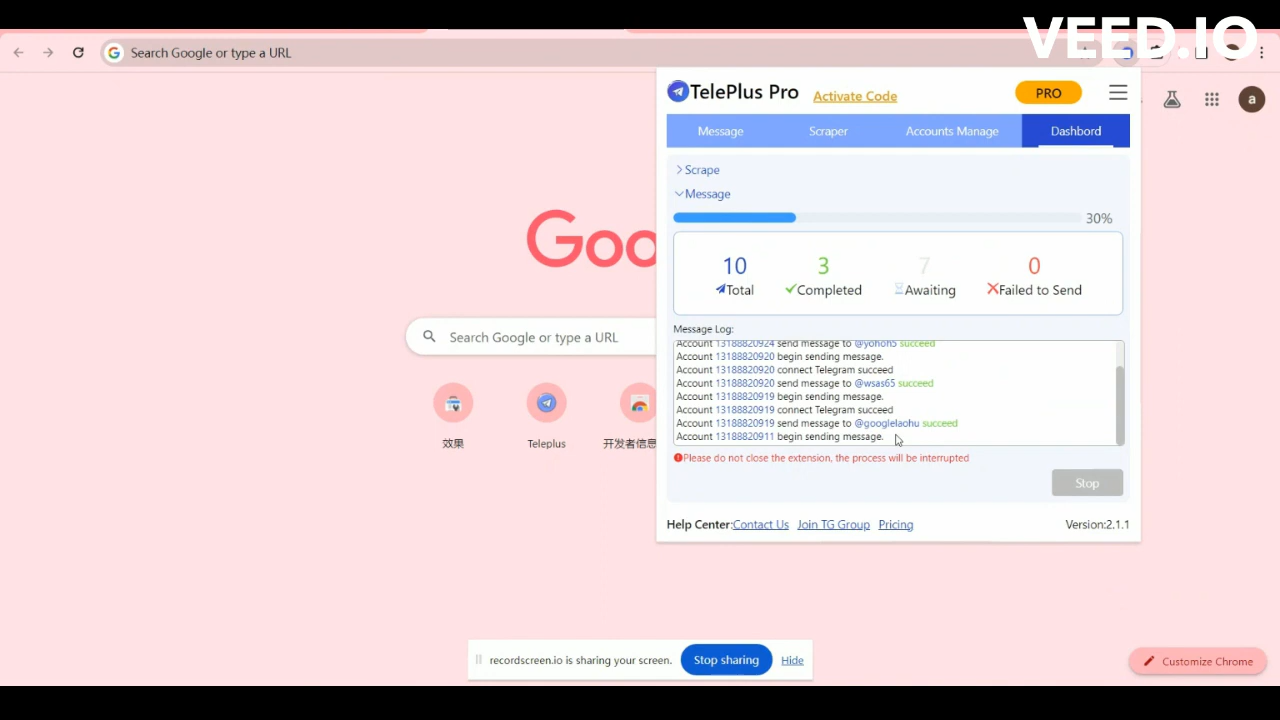 VEED.IO
Search Google or type a URL
TelePlus Pro Activate Code PRO
a
Message Scraper Accounts Manage Dashbord
Scrape
Message
30%
10 3 7 0
Total Completed Awaiting Failed to Send
Message Log:
Account 13188820924 send message to @yohoh5 succeed
Account 13188820920 begin sending message.
Account 13188820920 connect Telegram succeed
Account 13188820920 send message to @wsas65 succeed
Account 13188820919 begin sending message.
Account 13188820919 connect Telegram succeed
Account 13188820919 send message to @googlelaohu succeed
Account 13188820911 begin sending message.
Please do not close the extension, the process will be interrupted
Stop
Help Center:Contact Us Join TG Group Pricing Version:2.1.1
Goo
Search Google or type a URL
效果 Teleplus 开发者信息
recordscreen.io is sharing your screen. Stop sharing Hide
Customize Chrome